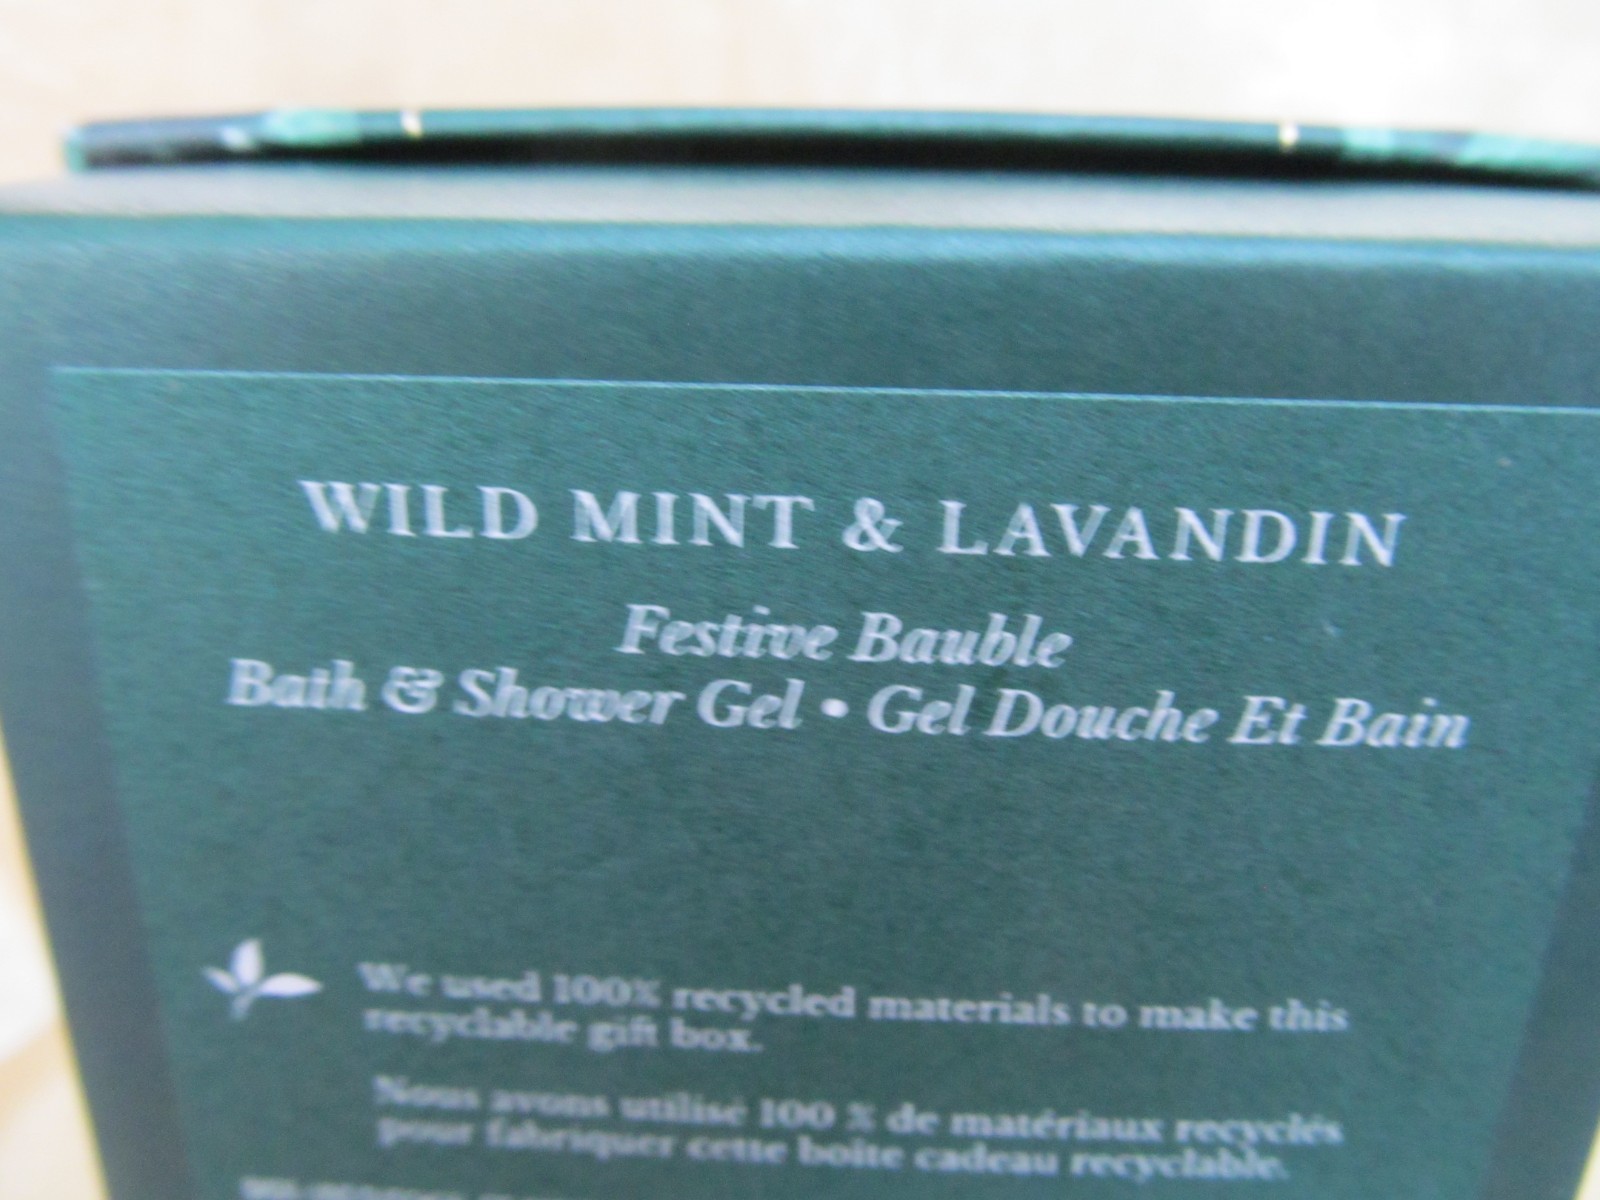 WILD MINT & LAVANDIN
Festive Bauble
Bath & Shower Gel • Gel Douche Et Bain
We used 100% recycled materials to make this
recyclable gift box.
Nous avons utilisé 100 % de matériaux recyclés
pour fabriquer cette boîte cadeau recyclable.